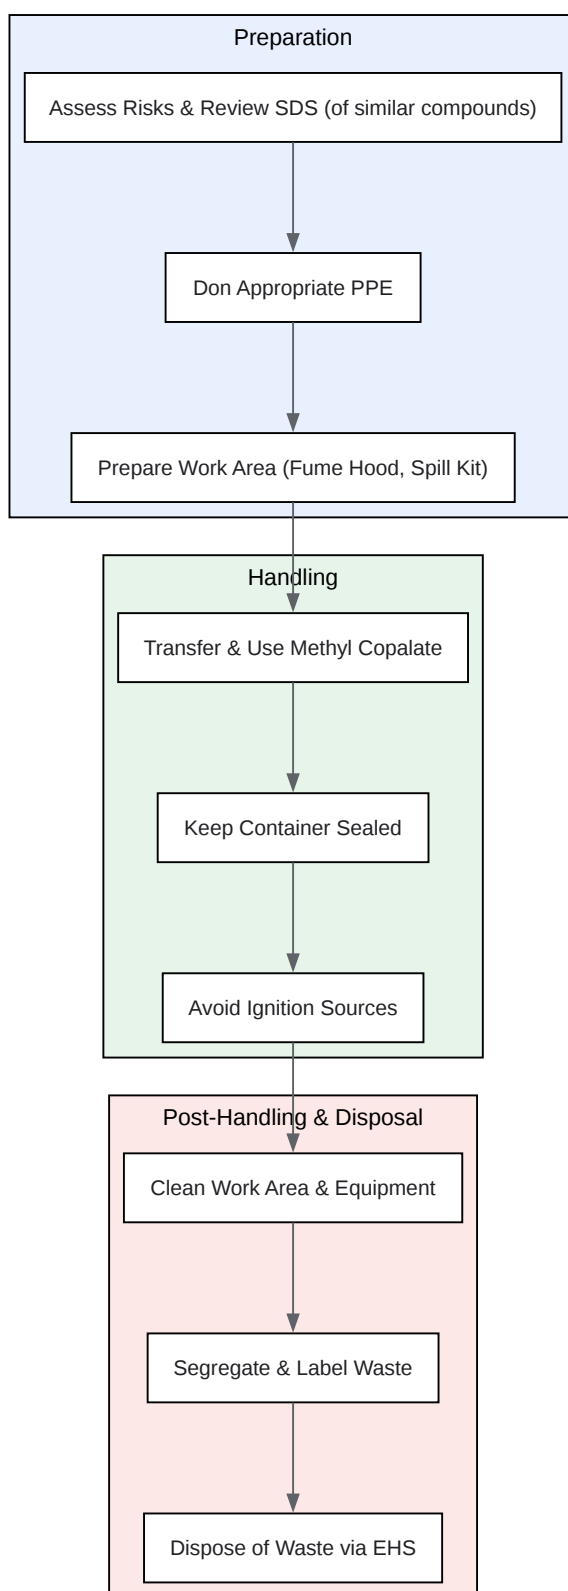 Preparation
Assess Risks & Review SDS (of similar compounds)
Don Appropriate PPE
Prepare Work Area (Fume Hood, Spill Kit)
Handling
Transfer & Use Methyl Copalate
Keep Container Sealed
Avoid Ignition Sources
Post-Handling & Disposal
Clean Work Area & Equipment
Segregate & Label Waste
Dispose of Waste via EHS